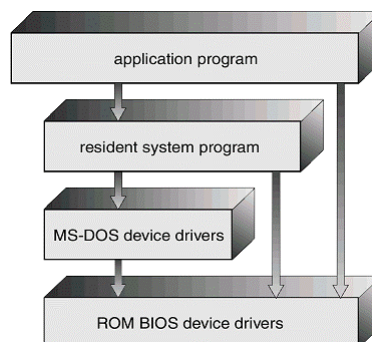 application program
resident system program
MS-DOS device drivers
ROM BIOS device drivers